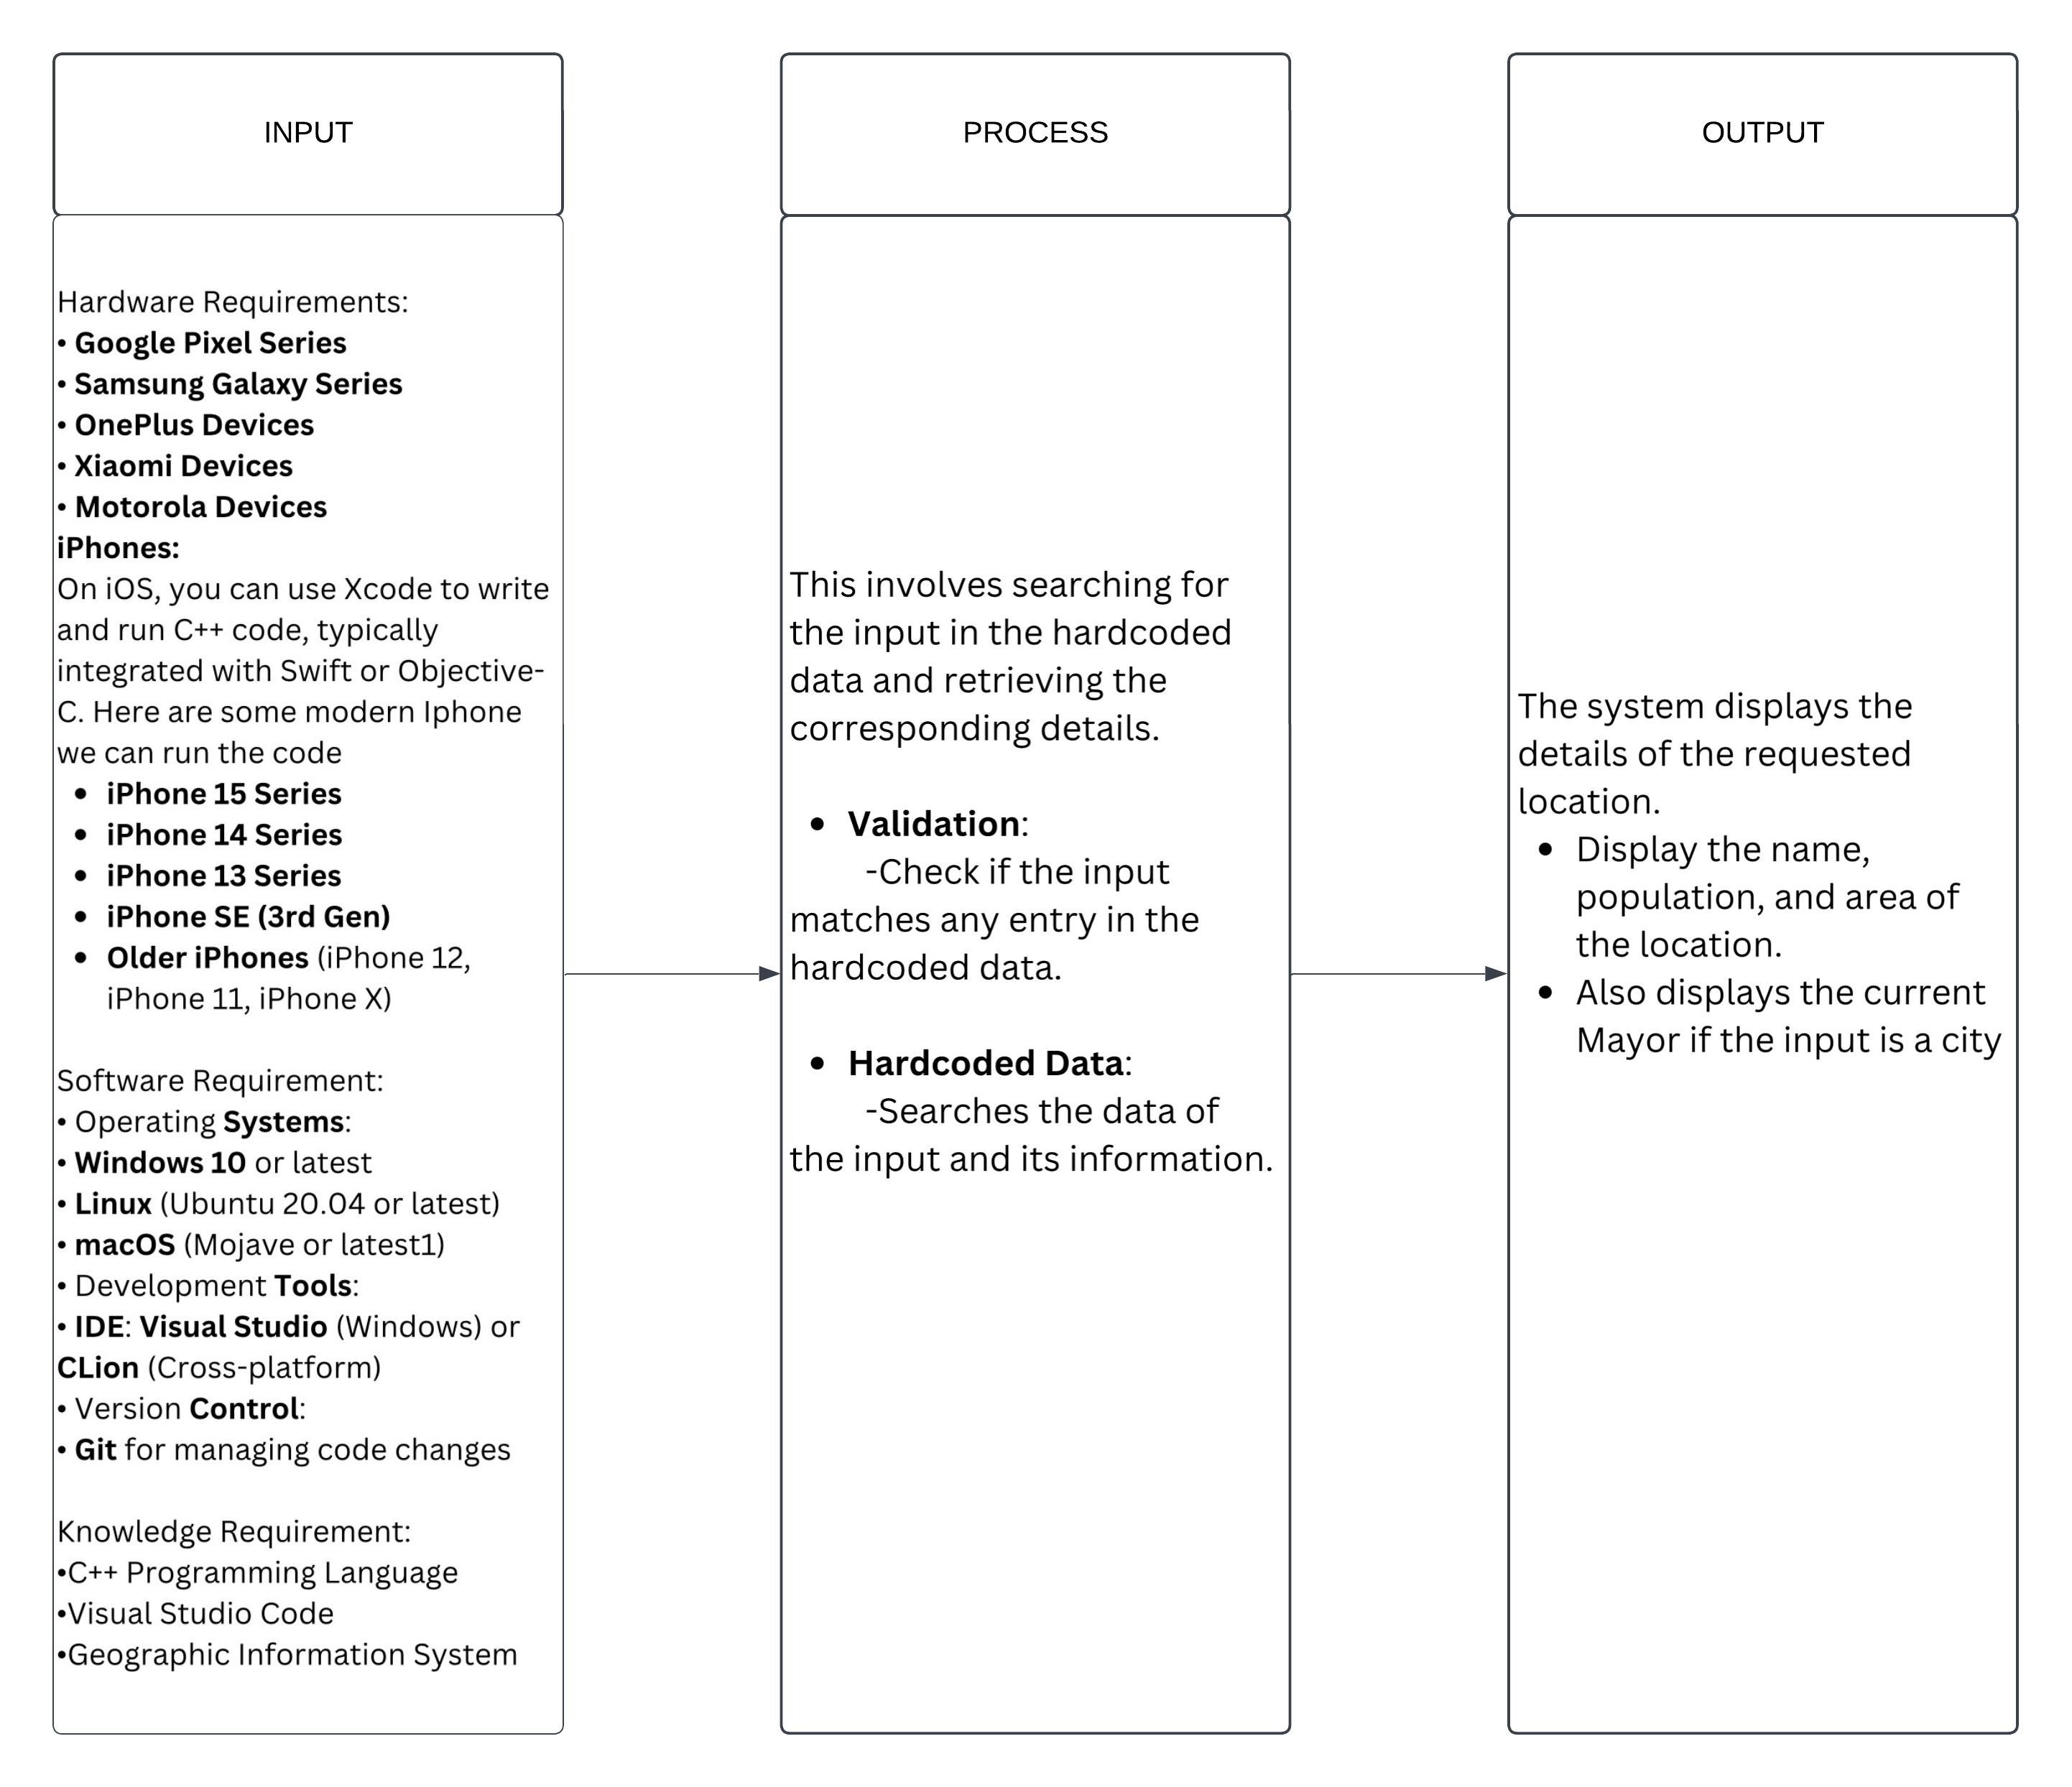 INPUT
Hardware Requirements:
• Google Pixel Series
• Samsung Galaxy Series
• OnePlus Devices
• Xiaomi Devices
• Motorola Devices
iPhones:
On iOS, you can use Xcode to write
and run C++ code, typically
integrated with Swift or Objective-
C. Here are some modern Iphone
we can run the code
• iPhone 15 Series
• iPhone 14 Series
• iPhone 13 Series
• iPhone SE (3rd Gen)
• Older iPhones (iPhone 12,
iPhone 11, iPhone X)
Software Requirement:
• Operating Systems:
• Windows 10 or latest
• Linux (Ubuntu 20.04 or latest)
• macOS (Mojave or latest1)
• Development Tools:
• IDE: Visual Studio (Windows) or
CLion (Cross-platform)
• Version Control:
• Git for managing code changes
Knowledge Requirement:
•C++ Programming Language
•Visual Studio Code
•Geographic Information System
PROCESS
This involves searching for
the input in the hardcoded
data and retrieving the
corresponding details.
• Validation:
-Check if the input
matches any entry in the
hardcoded data.
• Hardcoded Data:
-Searches the data of
the input and its information.
OUTPUT
The system displays the
details of the requested
location.
• Display the name,
population, and area of
the location.
• Also displays the current
Mayor if the input is a city